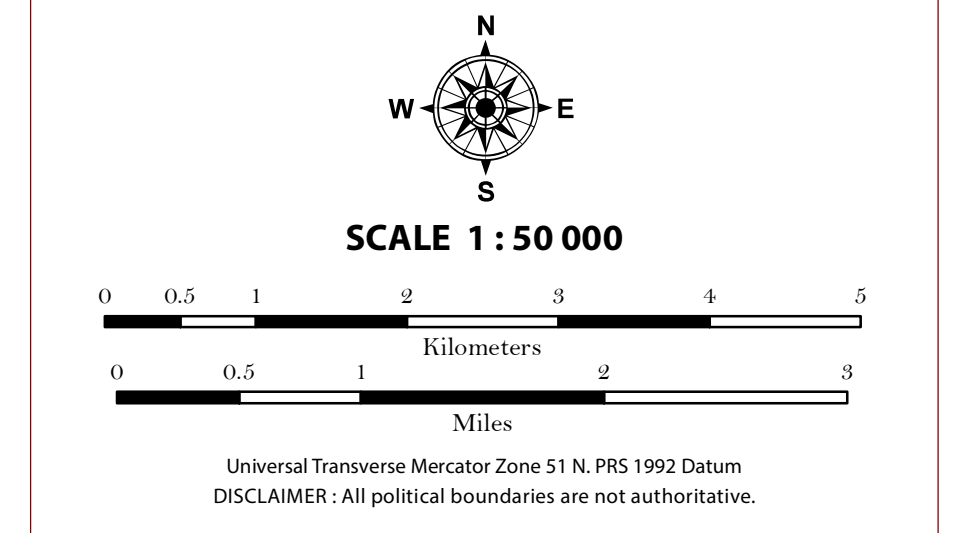 N
W E
S
SCALE 1 : 50 000
0 0.5 1 2 3 4 5
Kilometers
0 0.5 1 2 3
Miles
Universal Transverse Mercator Zone 51 N. PRS 1992 Datum
DISCLAIMER : All political boundaries are not authoritative.